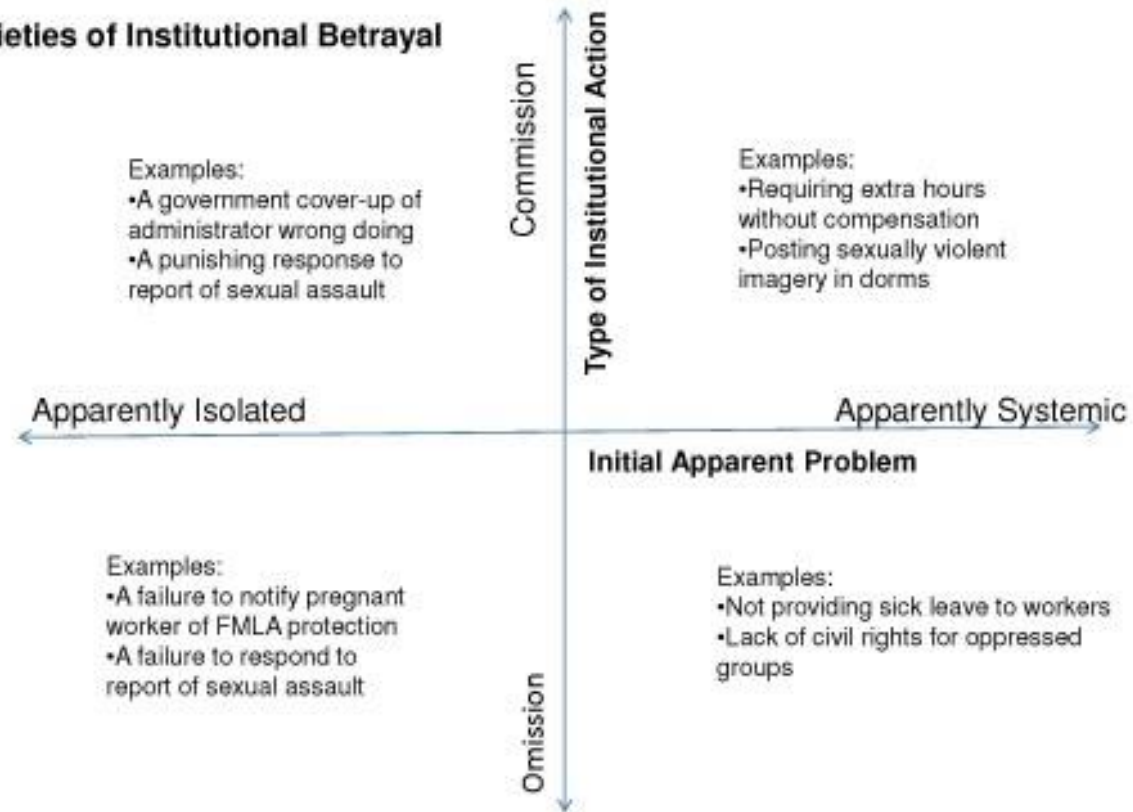 ieties of Institutional Betrayal
Commission
Type of Institutional Action
Examples:
•A government cover-up of
administrator wrong doing
•A punishing response to
report of sexual assault
Examples:
•Requiring extra hours
without compensation
•Posting sexually violent
imagery in dorms
Apparently Isolated
Apparently Systemic
Initial Apparent Problem
Examples:
•A failure to notify pregnant
worker of FMLA protection
•A failure to respond to
report of sexual assault
Examples:
•Not providing sick leave to workers
•Lack of civil rights for oppressed
groups
Omission